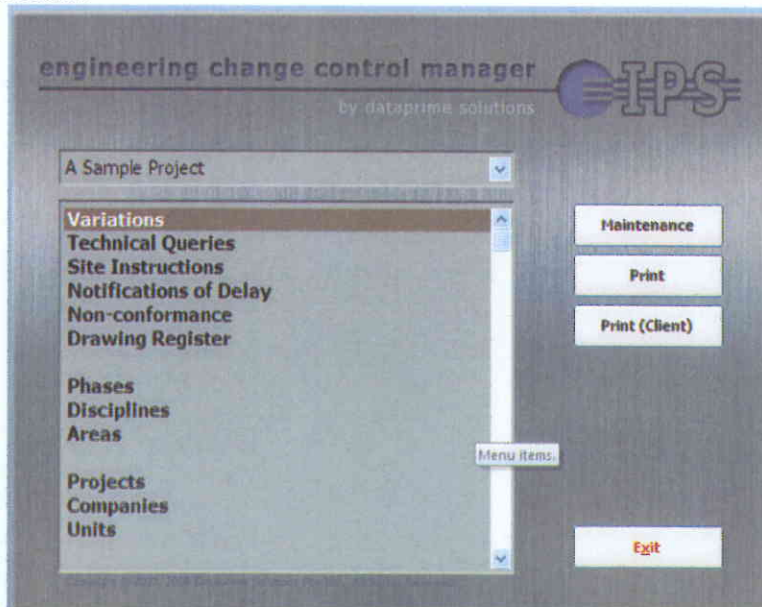 engineering change control manager
IPS
by dataprime solutions
A Sample Project
Variations
Technical Queries
Site Instructions
Notifications of Delay
Non-conformance
Drawing Register
Phases
Disciplines
Areas
Projects
Companies
Units
Menu items.
Maintenance
Print
Print (Client)
Exit